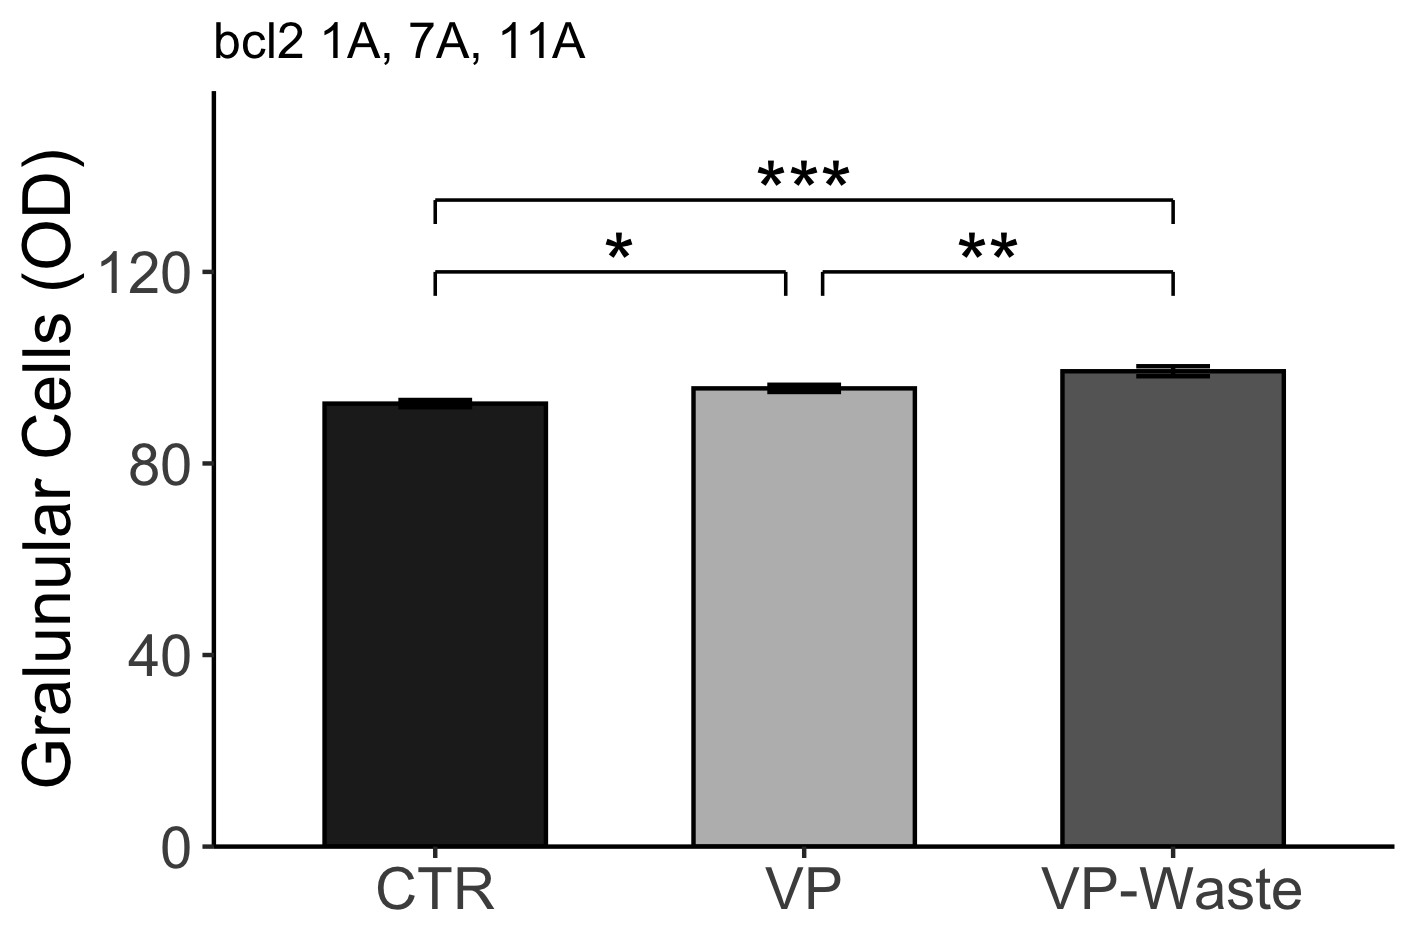 bcl2 1A, 7A, 11A
Gralunular Cells (OD)
***
*
**
120
80
40
0
CTR
VP
VP-Waste